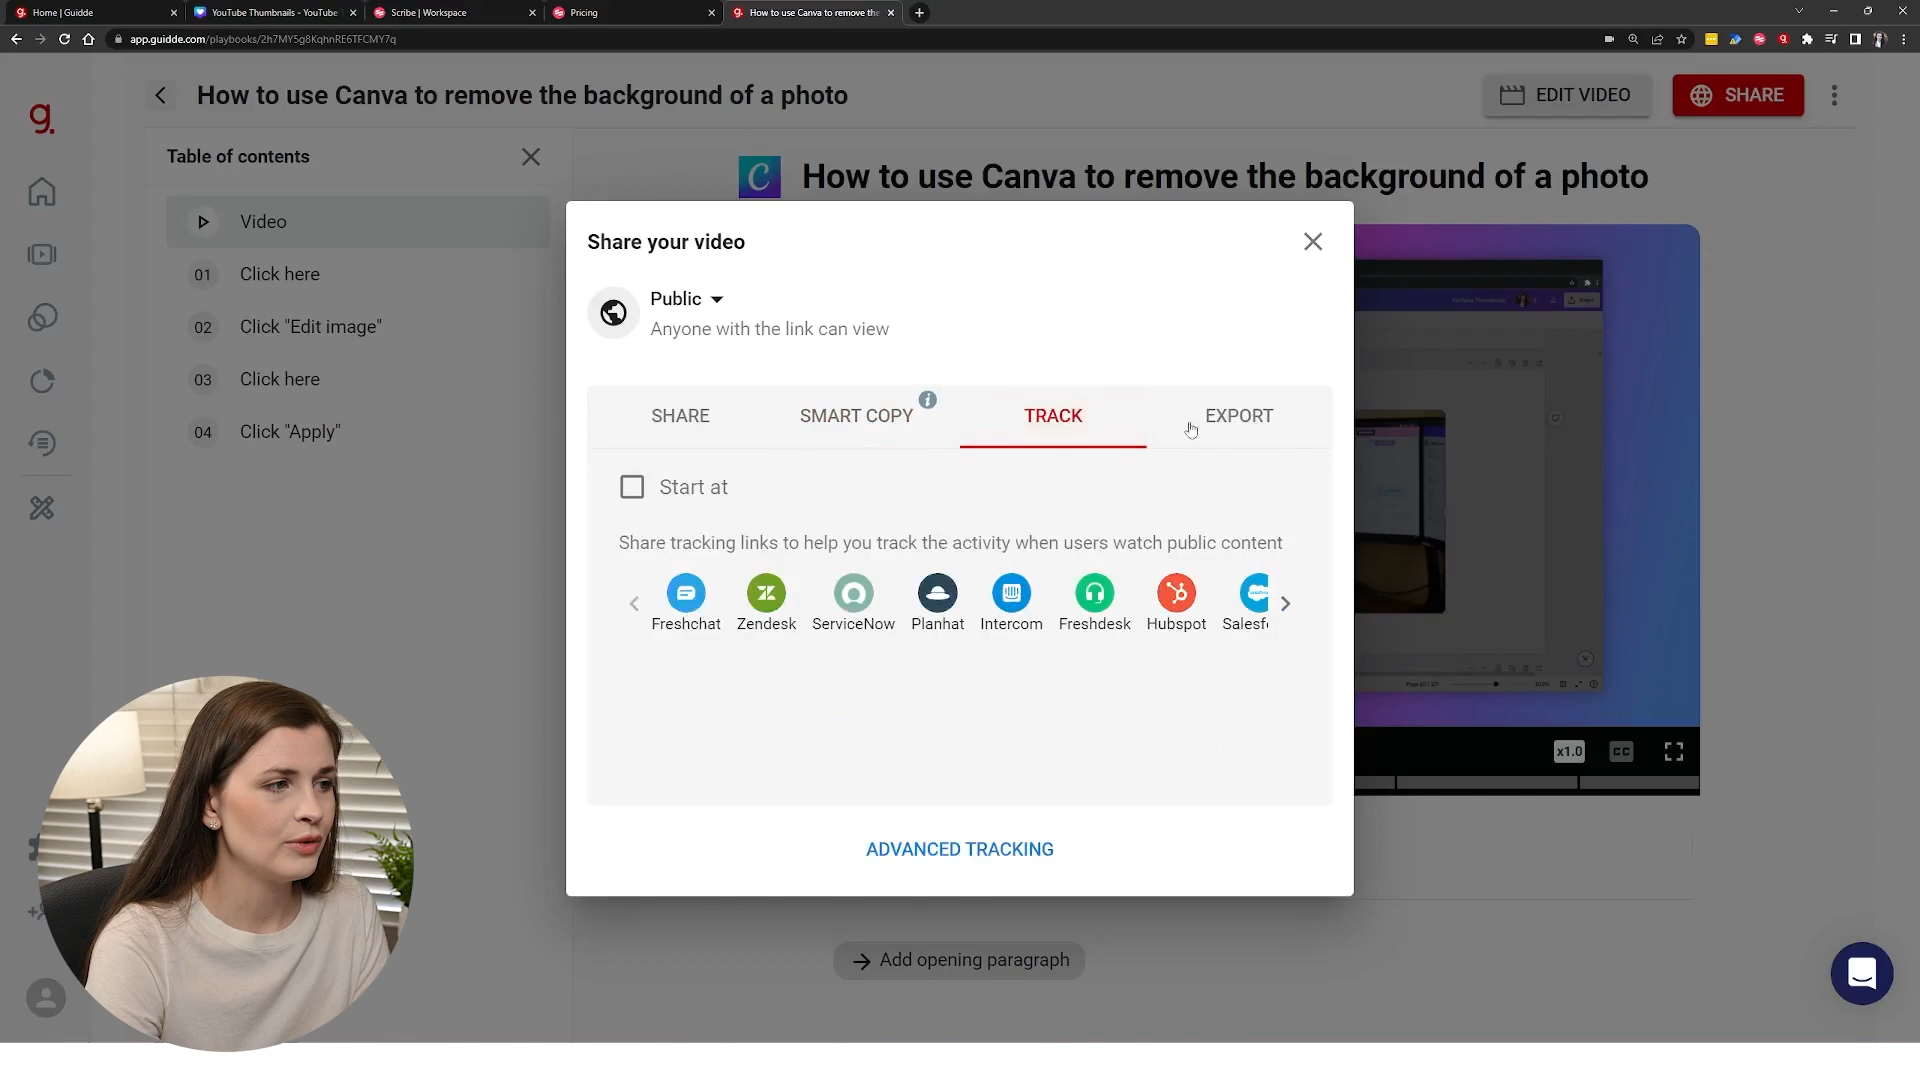 Home | Guidde
YouTube Thumbnails - YouTube
Scribe | Workspace
Pricing
How to use Canva to remove the
app.guidde.com/playbooks/2h7MY5g8KqhnRE6TFCMY7q
g.
How to use Canva to remove the background of a photo
EDIT VIDEO
SHARE
Table of contents
Video
01 Click here
02 Click "Edit image"
03 Click here
04 Click "Apply"
How to use Canva to remove the background of a photo
Share your video
Public
Anyone with the link can view
SHARE
SMART COPY
TRACK
EXPORT
Start at
Share tracking links to help you track the activity when users watch public content
Freshchat
Zendesk
ServiceNow
Planhat
Intercom
Freshdesk
Hubspot
Salesf
ADVANCED TRACKING
x1.0
CC
Add opening paragraph